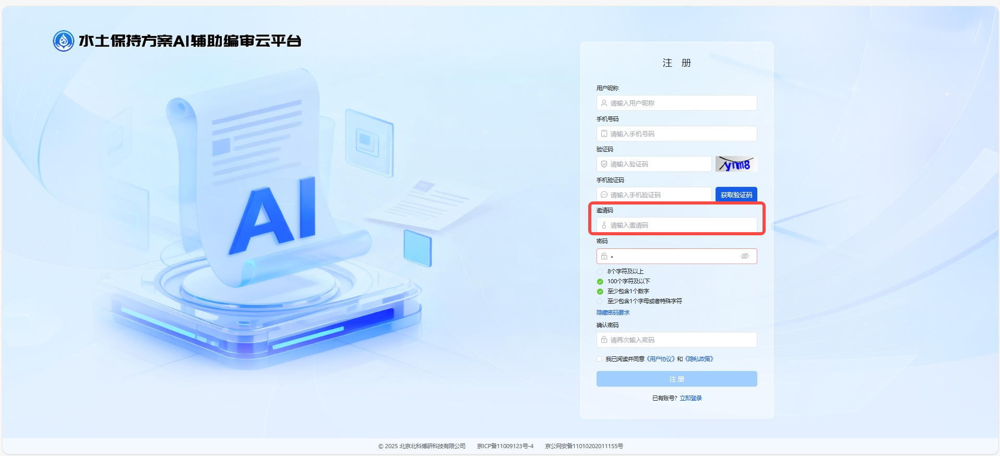 水土保持方案AI辅助编审云平台
注 册
用户昵称
请输入用户昵称
手机号码
请输入手机号码
验证码
请输入验证码
手机验证码
请输入手机验证码 获取验证码
邀请码
请输入邀请码
密码
8个字符及以上
100个字符及以下
至少包含1个数字
至少包含1个字母或者特殊字符
隐藏密码要求
确认密码
请再次输入密码
我已阅读并同意《用户协议》和《隐私政策》
注 册
已有账号? 立即登录
AI
© 2025 北京北科博研科技有限公司 京ICP备11009123号-4 京公网安备11010202011155号